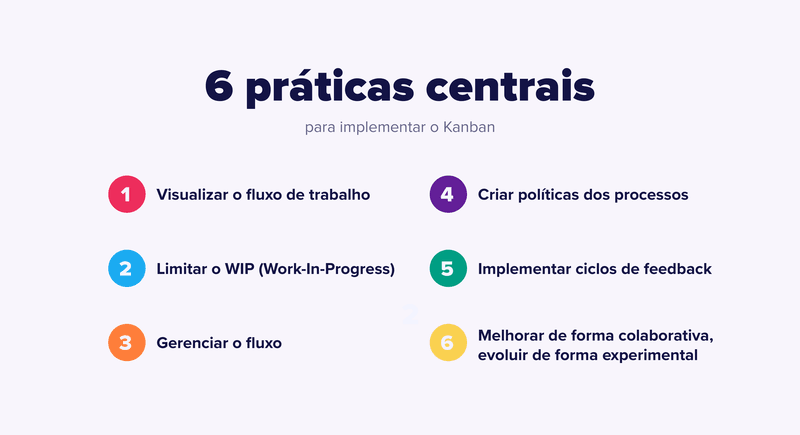 6 práticas centrais
para implementar o Kanban
1 Visualizar o fluxo de trabalho
2 Limitar o WIP (Work-In-Progress)
3 Gerenciar o fluxo
4 Criar políticas dos processos
5 Implementar ciclos de feedback
6 Melhorar de forma colaborativa,
evoluir de forma experimental